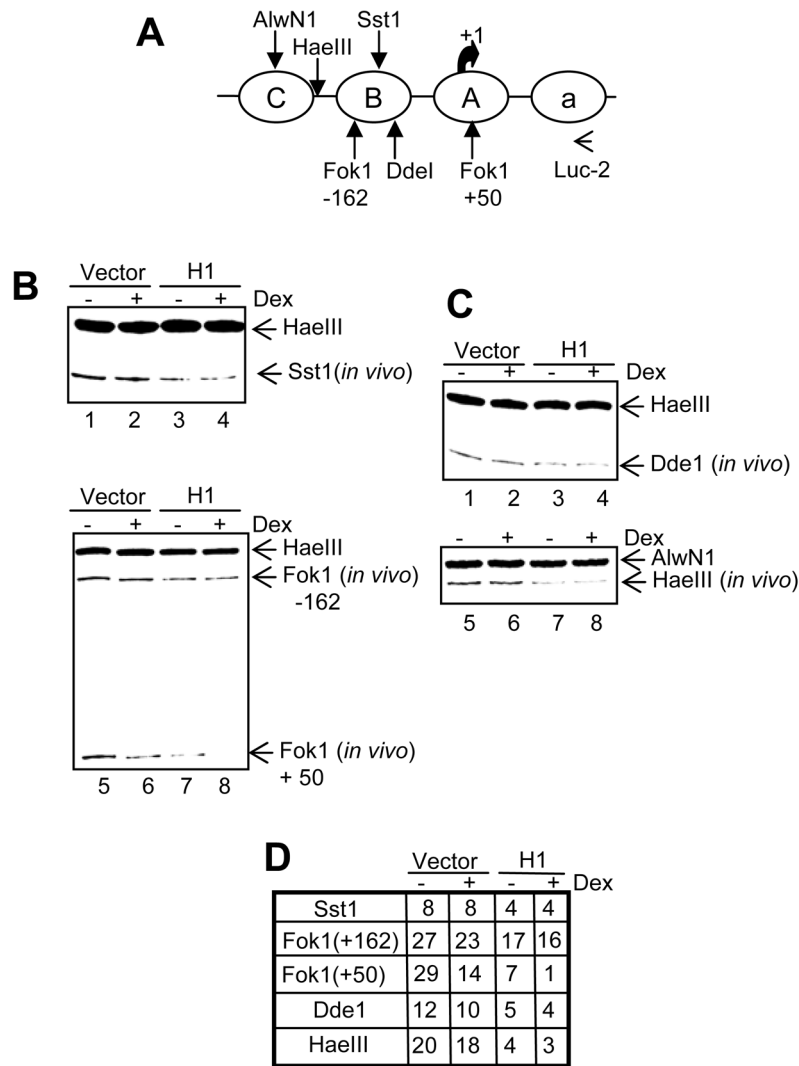 A
AlwN1
Sst1
HaeIII
+1
C
B
A
a
Fok1
-162
DdeI
Fok1
+50
Luc-2
B
Vector H1
- + - + Dex
HaeIII
Sst1(in vivo)
1 2 3 4
Vector H1
- + - + Dex
HaeIII
Fok1 (in vivo)
-162
Fok1 (in vivo)
+ 50
5 6 7 8
C
Vector H1
- + - + Dex
HaeIII
Dde1 (in vivo)
1 2 3 4
- + - + Dex
AlwN1
HaeIII (in vivo)
5 6 7 8
D
Vector H1
- + - + Dex
Sst1 8 8 4 4
Fok1(+162) 27 23 17 16
Fok1(+50) 29 14 7 1
Dde1 12 10 5 4
HaeIII 20 18 4 3